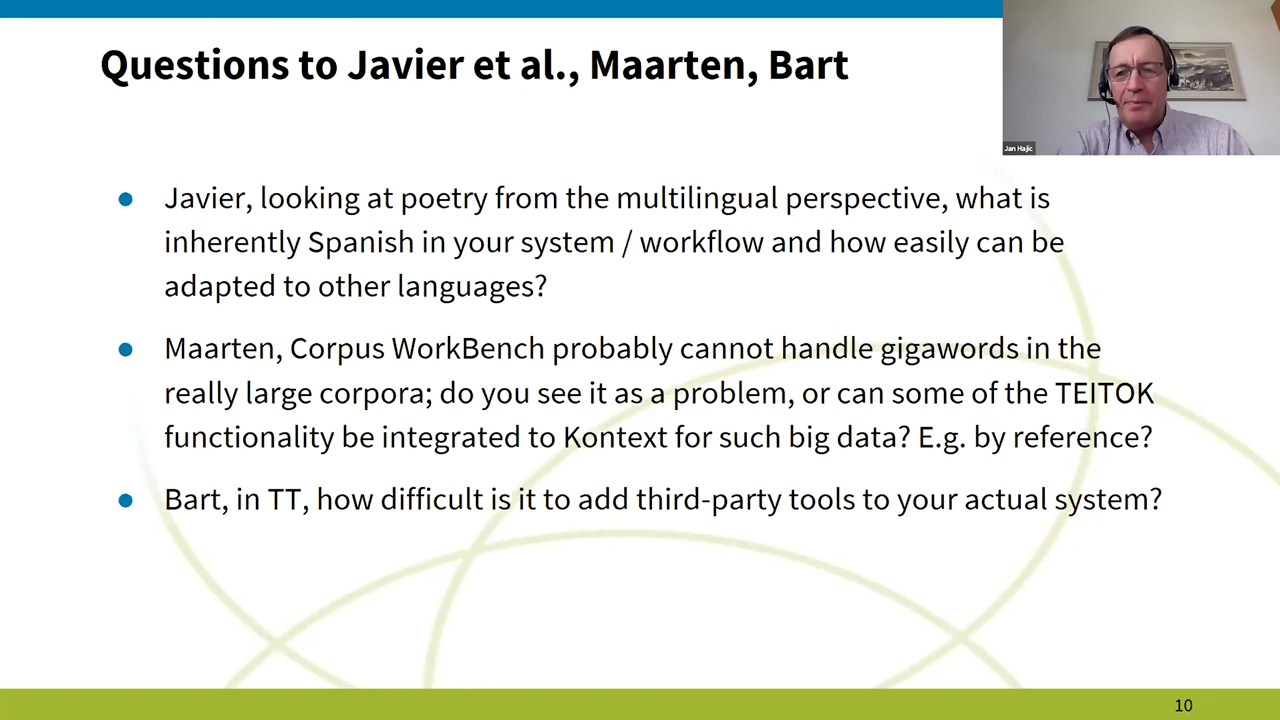 Questions to Javier et al., Maarten, Bart
Jan Hajic
Javier, looking at poetry from the multilingual perspective, what is
inherently Spanish in your system / workflow and how easily can be
adapted to other languages?
Maarten, Corpus WorkBench probably cannot handle gigawords in the
really large corpora; do you see it as a problem, or can some of the TEITOK
functionality be integrated to Kontext for such big data? E.g. by reference?
Bart, in TT, how difficult is it to add third-party tools to your actual system?
10